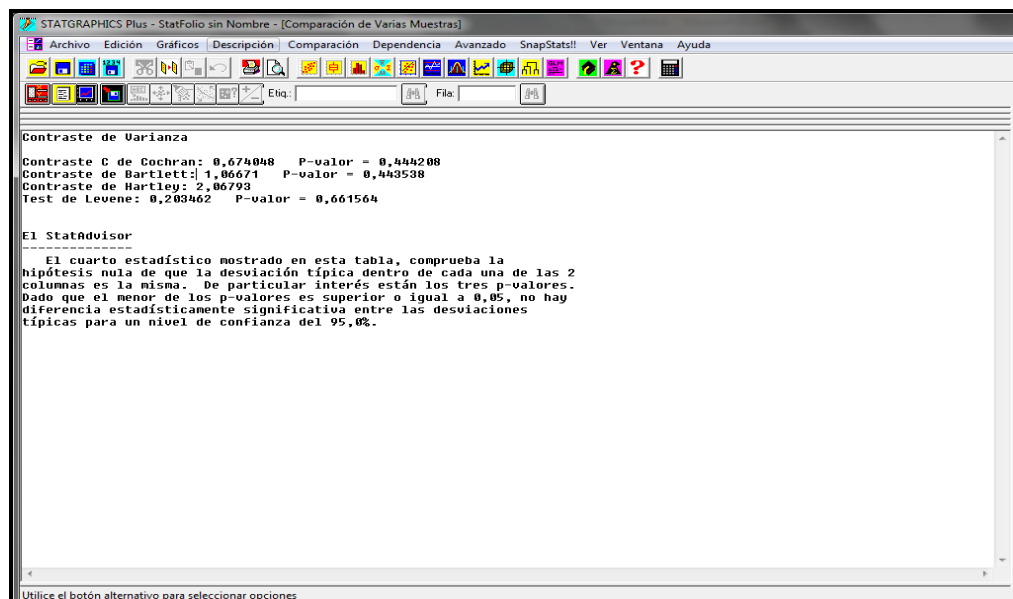 STATGRAPHICS Plus - StatFolio sin Nombre - [Comparación de Varias Muestras]
Archivo Edición Gráficos Descripción Comparación Dependencia Avanzado SnapStats!! Ver Ventana Ayuda
Etiq.: Fila:
Contraste de Varianza
Contraste C de Cochran: 0,674048 P-valor = 0,444208
Contraste de Bartlett: 1,06671 P-valor = 0,443538
Contraste de Hartley: 2,06793
Test de Levene: 0,203462 P-valor = 0,661564
El StatAdvisor
--------------
El cuarto estadístico mostrado en esta tabla, comprueba la
hipótesis nula de que la desviación típica dentro de cada una de las 2
columnas es la misma. De particular interés están los tres p-valores.
Dado que el menor de los p-valores es superior o igual a 0,05, no hay
diferencia estadísticamente significativa entre las desviaciones
típicas para un nivel de confianza del 95,0%.
Utilice el botón alternativo para seleccionar opciones